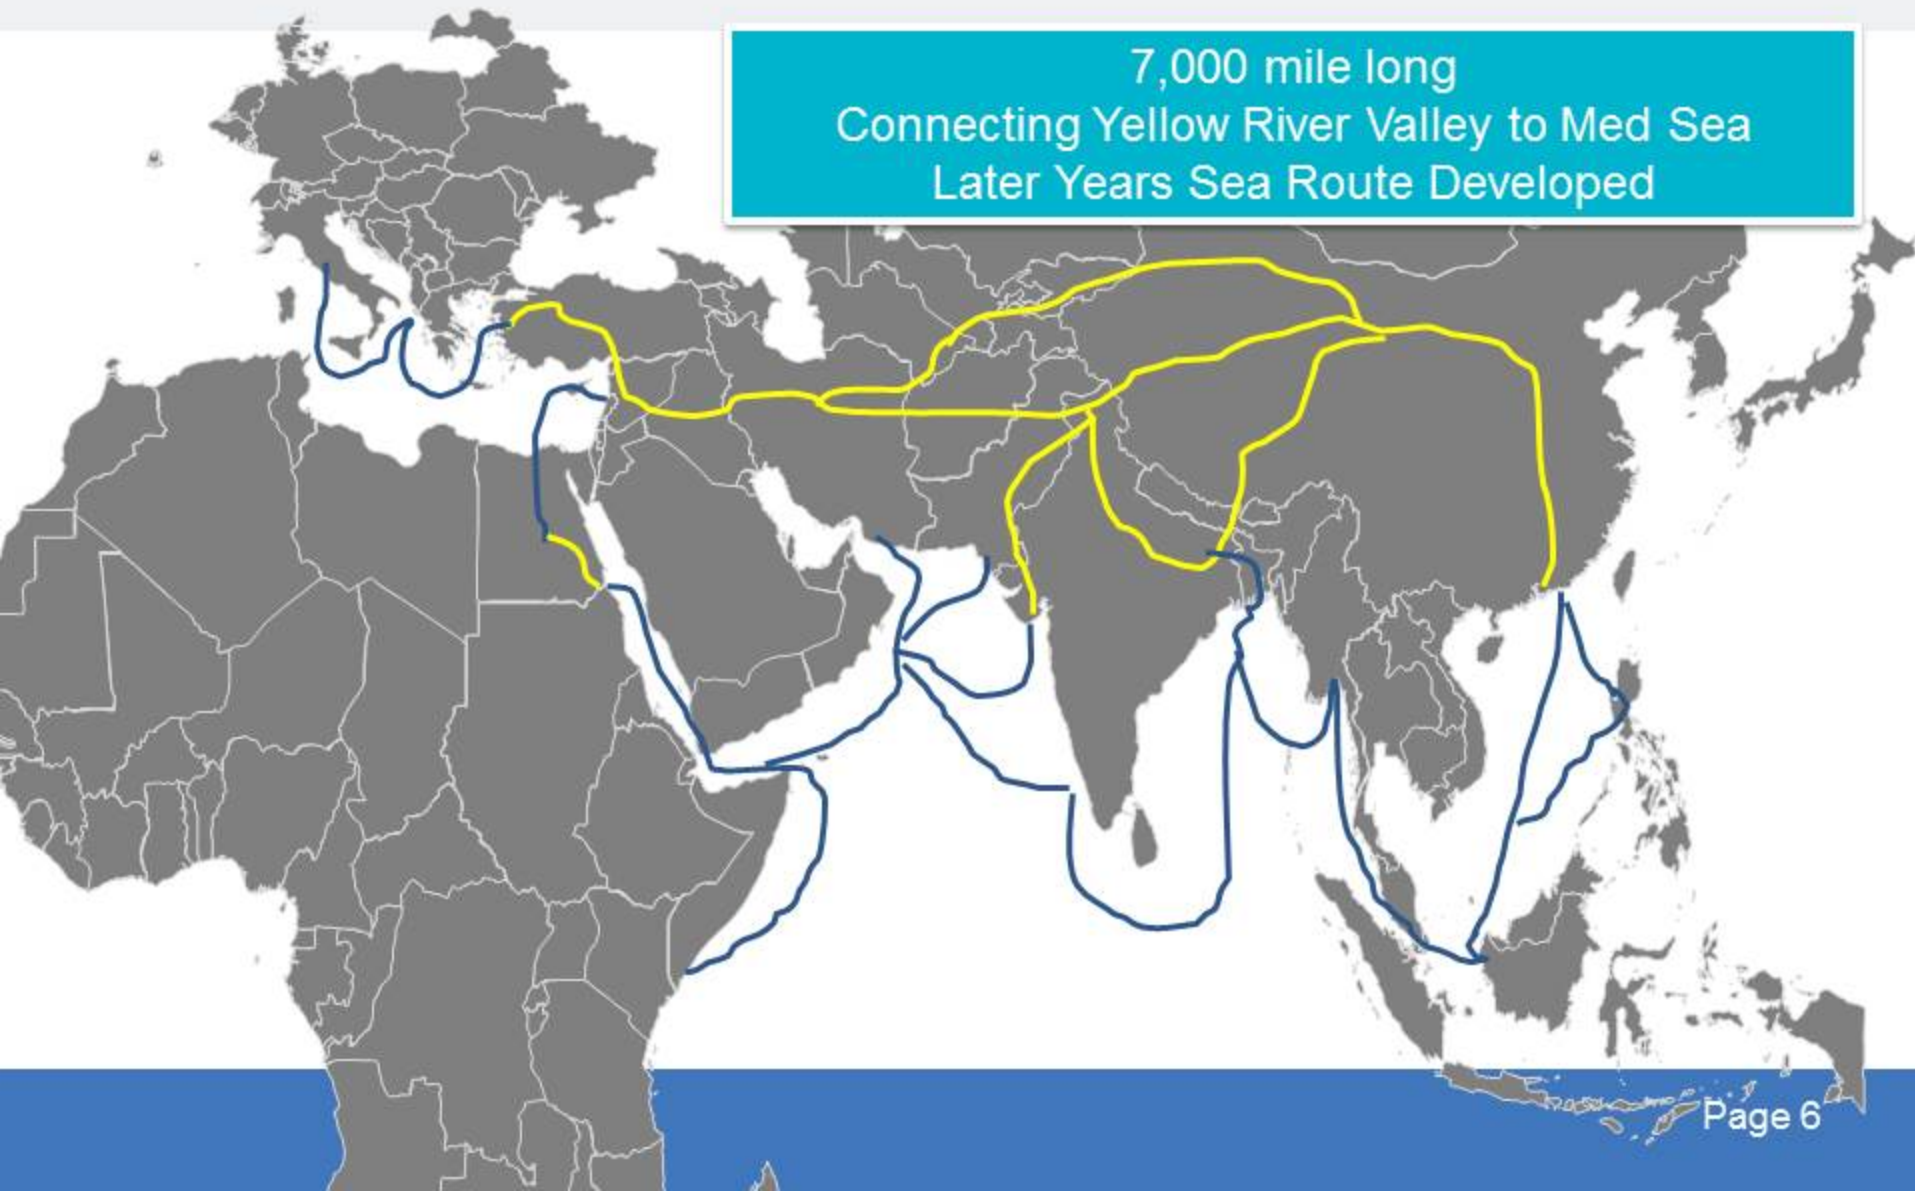 7,000 mile long
Connecting Yellow River Valley to Med Sea
Later Years Sea Route Developed
Page 6